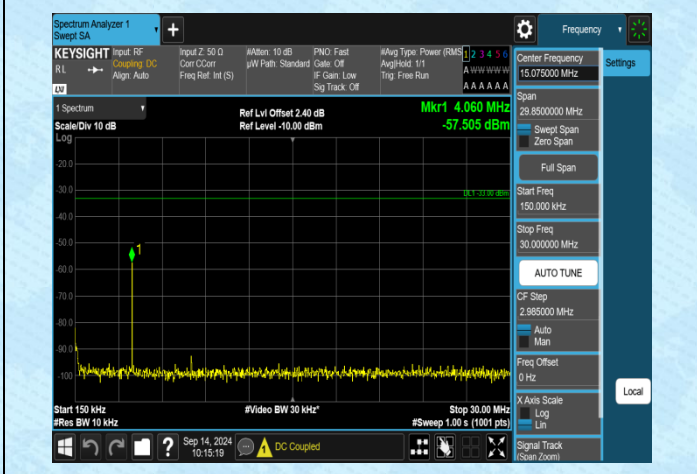 Spectrum Analyzer 1
Swept SA
+
Frequency
KEYSIGHT
RL
LXI
Input: RF
Coupling: DC
Align: Auto
Input Z: 50 Ω
Corr CCorr
Freq Ref: Int (S)
#Atten: 10 dB
µW Path: Standard
PNO: Fast
Gate: Off
IF Gain: Low
Sig Track: Off
#Avg Type: Power (RMS
Avg|Hold: 1/1
Trig: Free Run
1 2 3 4 5 6
A W W W W W
A A A A A A
1 Spectrum
Scale/Div 10 dB
Ref Lvl Offset 2.40 dB
Ref Level -10.00 dBm
Mkr1 4.060 MHz
-57.505 dBm
Log
-20.0
-30.0
DL1 -33.00 dBm
-40.0
-50.0
1
-60.0
-70.0
-80.0
-90.0
-100
Start 150 kHz
#Res BW 10 kHz
#Video BW 30 kHz*
Stop 30.00 MHz
#Sweep 1.00 s (1001 pts)
?
Sep 14, 2024
10:15:19
DC Coupled
Center Frequency
15.075000 MHz
Span
29.8500000 MHz
Swept Span
Zero Span
Full Span
Start Freq
150.000 kHz
Stop Freq
30.000000 MHz
AUTO TUNE
CF Step
2.985000 MHz
Auto
Man
Freq Offset
0 Hz
X Axis Scale
Log
Lin
Signal Track
(Span Zoom)
Settings
Local